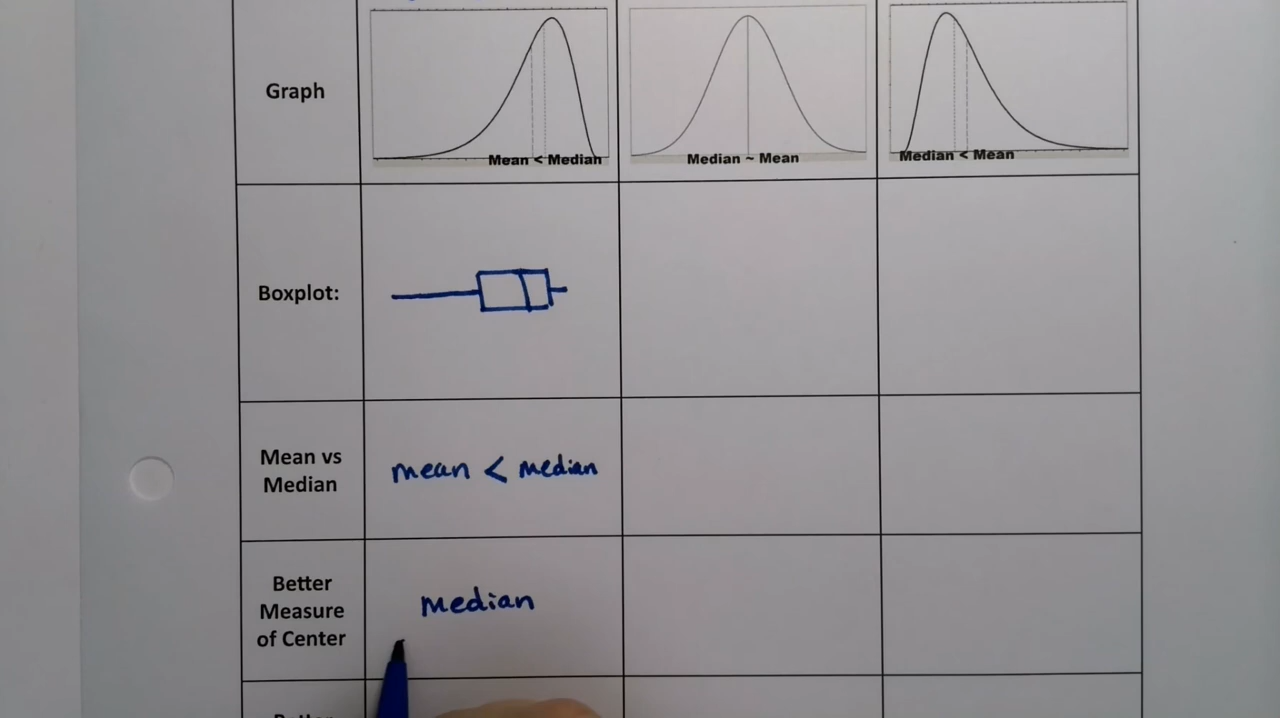 Graph
Mean < Median
Median ~ Mean
Median < Mean
Boxplot:
Mean vs
Median
mean < median
Better
Measure
of Center
median